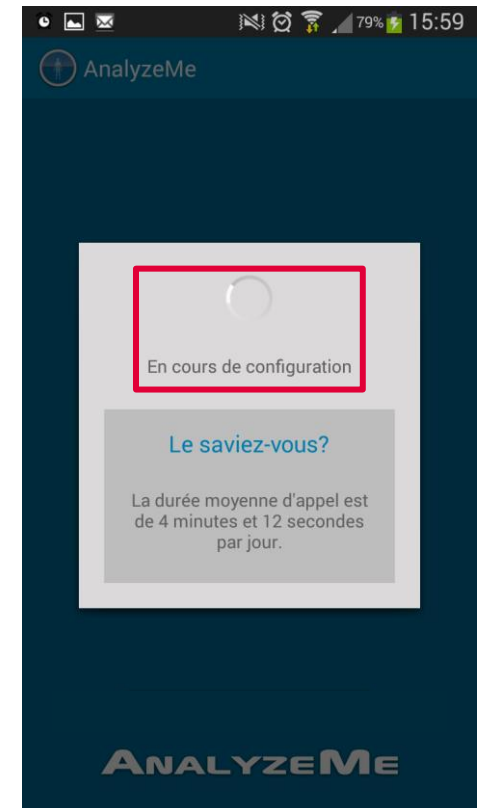 79% 15:59
AnalyzeMe
En cours de configuration
Le saviez-vous?
La durée moyenne d'appel est
de 4 minutes et 12 secondes
par jour.
ANALYZEME